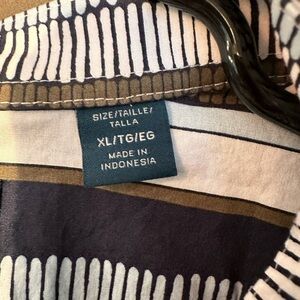 SIZE/TAILLE/
TALLA
XL/TG/EG
MADE IN
INDONESIA